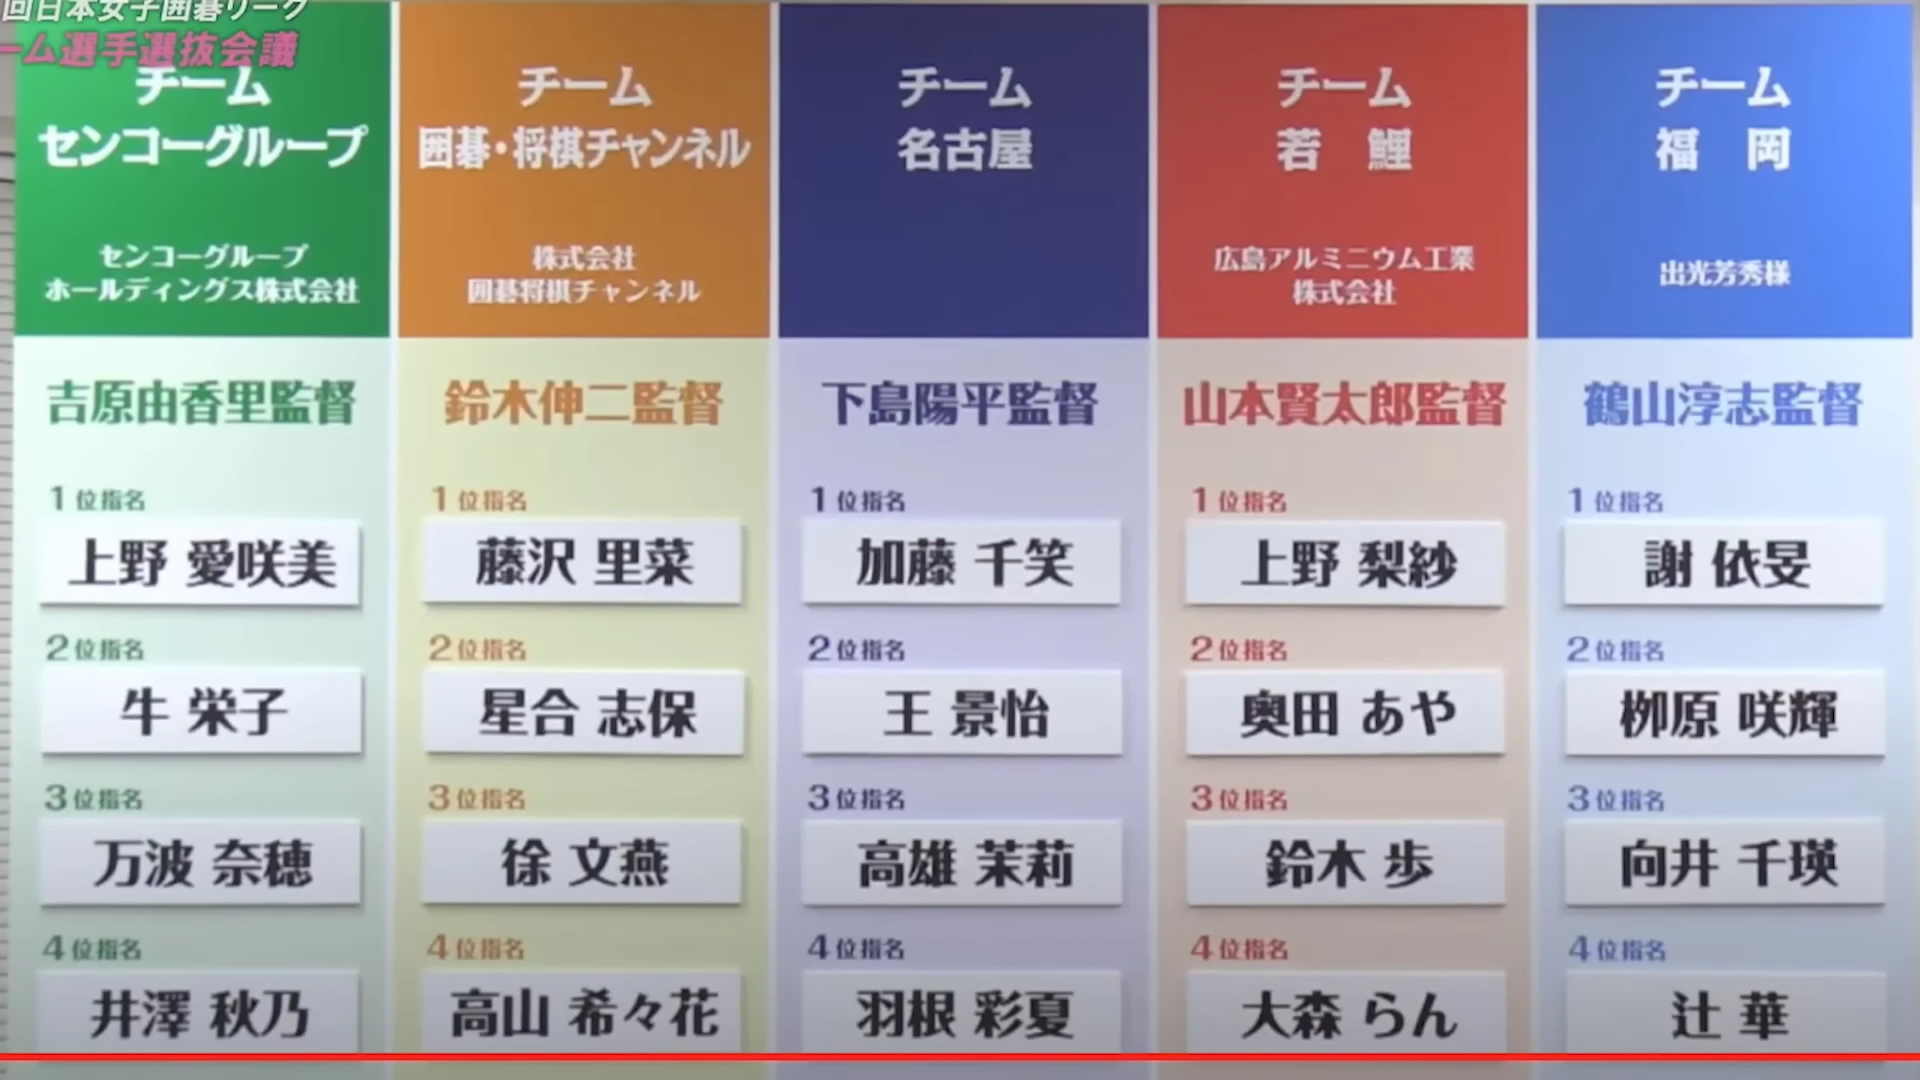 回日本女子囲碁リーグ
ーム選手選抜会議
チーム
センコーグループ
センコーグループ
ホールディングス株式会社
吉原由香里監督
1位指名
上野 愛咲美
2位指名
牛 栄子
3位指名
万波 奈穂
4位指名
井澤 秋乃
チーム
囲碁・将棋チャンネル
株式会社
囲碁将棋チャンネル
鈴木伸二監督
1位指名
藤沢 里菜
2位指名
星合 志保
3位指名
徐 文燕
4位指名
高山 希々花
チーム
名古屋
下島陽平監督
1位指名
加藤 千笑
2位指名
王 景怡
3位指名
高雄 茉莉
4位指名
羽根 彩夏
チーム
若 鯉
広島アルミニウム工業
株式会社
山本賢太郎監督
1位指名
上野 梨紗
2位指名
奥田 あや
3位指名
鈴木 歩
4位指名
大森 らん
チーム
福 岡
出光芳秀様
鶴山淳志監督
1位指名
謝 依旻
2位指名
栁原 咲輝
3位指名
向井 千瑛
4位指名
辻 華